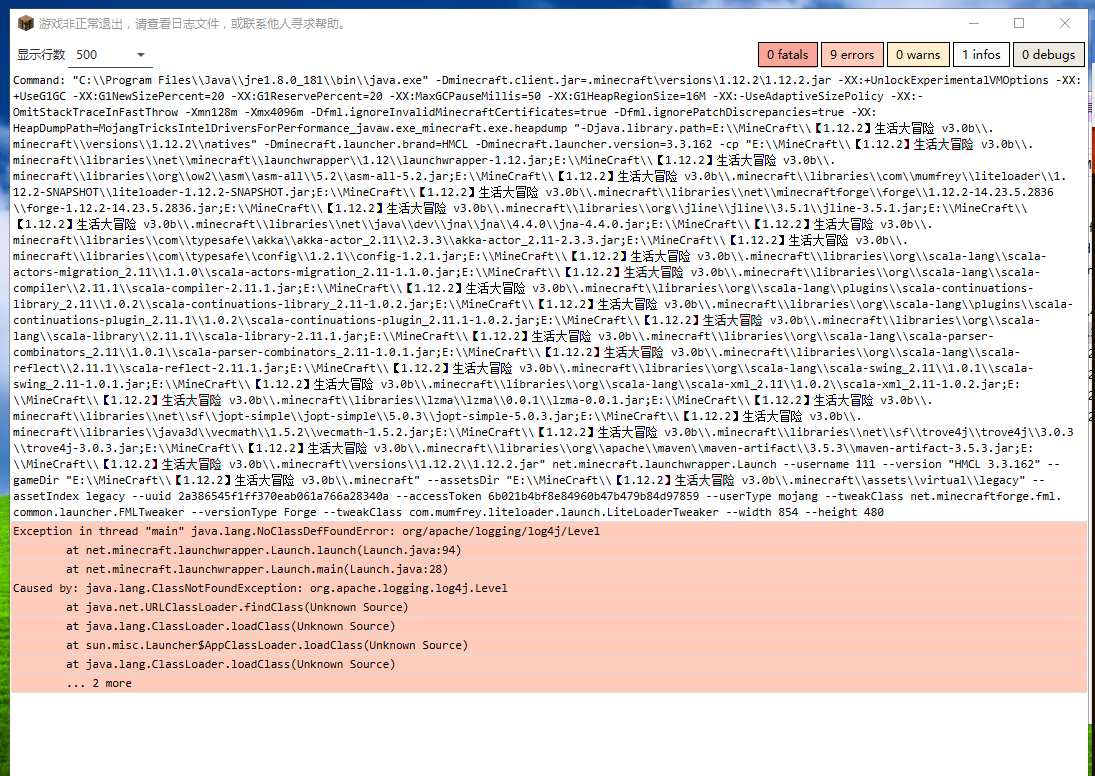 游戏非正常退出，请查看日志文件，或联系他人寻求帮助。
显示行数 500 0 fatals 9 errors 0 warns 1 infos 0 debugs
Command: "C:\\Program Files\\Java\\jre1.8.0_181\\bin\\java.exe" -Dminecraft.client.jar=.minecraft\versions\1.12.2\1.12.2.jar -XX:+UnlockExperimentalVMOptions -XX:
+UseG1GC -XX:G1NewSizePercent=20 -XX:G1ReservePercent=20 -XX:MaxGCPauseMillis=50 -XX:G1HeapRegionSize=16M -XX:-UseAdaptiveSizePolicy -XX:-
OmitStackTraceInFastThrow -Xmn128m -Xmx4096m -Dfml.ignoreInvalidMinecraftCertificates=true -Dfml.ignorePatchDiscrepancies=true -XX:
HeapDumpPath=MojangTricksIntelDriversForPerformance_javaw.exe_minecraft.exe.heapdump "-Djava.library.path=E:\\MineCraft\\【1.12.2】生活大冒险 v3.0b\\.
minecraft\\versions\\1.12.2\\natives" -Dminecraft.launcher.brand=HMCL -Dminecraft.launcher.version=3.3.162 -cp "E:\\MineCraft\\【1.12.2】生活大冒险 v3.0b\\.
minecraft\\libraries\\net\\minecraft\\launchwrapper\\1.12\\launchwrapper-1.12.jar;E:\\MineCraft\\【1.12.2】生活大冒险 v3.0b\\.
minecraft\\libraries\\org\\ow2\\asm\\asm-all\\5.2\\asm-all-5.2.jar;E:\\MineCraft\\【1.12.2】生活大冒险 v3.0b\\.minecraft\\libraries\\com\\mumfrey\\liteloader\\1.
12.2-SNAPSHOT\\liteloader-1.12.2-SNAPSHOT.jar;E:\\MineCraft\\【1.12.2】生活大冒险 v3.0b\\.minecraft\\libraries\\net\\minecraftforge\\forge\\1.12.2-14.23.5.2836
\\forge-1.12.2-14.23.5.2836.jar;E:\\MineCraft\\【1.12.2】生活大冒险 v3.0b\\.minecraft\\libraries\\org\\jline\\jline\\3.5.1\\jline-3.5.1.jar;E:\\MineCraft\\
【1.12.2】生活大冒险 v3.0b\\.minecraft\\libraries\\net\\java\\dev\\jna\\jna\\4.4.0\\jna-4.4.0.jar;E:\\MineCraft\\【1.12.2】生活大冒险 v3.0b\\.
minecraft\\libraries\\com\\typesafe\\akka\\akka-actor_2.11\\2.3.3\\akka-actor_2.11-2.3.3.jar;E:\\MineCraft\\【1.12.2】生活大冒险 v3.0b\\.
minecraft\\libraries\\com\\typesafe\\config\\1.2.1\\config-1.2.1.jar;E:\\MineCraft\\【1.12.2】生活大冒险 v3.0b\\.minecraft\\libraries\\org\\scala-lang\\scala-
actors-migration_2.11\\1.1.0\\scala-actors-migration_2.11-1.1.0.jar;E:\\MineCraft\\【1.12.2】生活大冒险 v3.0b\\.minecraft\\libraries\\org\\scala-lang\\scala-
compiler\\2.11.1\\scala-compiler-2.11.1.jar;E:\\MineCraft\\【1.12.2】生活大冒险 v3.0b\\.minecraft\\libraries\\org\\scala-lang\\plugins\\scala-continuations-
library_2.11\\1.0.2\\scala-continuations-library_2.11-1.0.2.jar;E:\\MineCraft\\【1.12.2】生活大冒险 v3.0b\\.minecraft\\libraries\\org\\scala-lang\\plugins\\scala-
continuations-plugin_2.11.1\\1.0.2\\scala-continuations-plugin_2.11.1-1.0.2.jar;E:\\MineCraft\\【1.12.2】生活大冒险 v3.0b\\.minecraft\\libraries\\org\\scala-
lang\\scala-library\\2.11.1\\scala-library-2.11.1.jar;E:\\MineCraft\\【1.12.2】生活大冒险 v3.0b\\.minecraft\\libraries\\org\\scala-lang\\scala-parser-
combinators_2.11\\1.0.1\\scala-parser-combinators_2.11-1.0.1.jar;E:\\MineCraft\\【1.12.2】生活大冒险 v3.0b\\.minecraft\\libraries\\org\\scala-lang\\scala-
reflect\\2.11.1\\scala-reflect-2.11.1.jar;E:\\MineCraft\\【1.12.2】生活大冒险 v3.0b\\.minecraft\\libraries\\org\\scala-lang\\scala-swing_2.11\\1.0.1\\scala-
swing_2.11-1.0.1.jar;E:\\MineCraft\\【1.12.2】生活大冒险 v3.0b\\.minecraft\\libraries\\org\\scala-lang\\scala-xml_2.11\\1.0.2\\scala-xml_2.11-1.0.2.jar;E:
\\MineCraft\\【1.12.2】生活大冒险 v3.0b\\.minecraft\\libraries\\lzma\\lzma\\0.0.1\\lzma-0.0.1.jar;E:\\MineCraft\\【1.12.2】生活大冒险 v3.0b\\.
minecraft\\libraries\\net\\sf\\jopt-simple\\jopt-simple\\5.0.3\\jopt-simple-5.0.3.jar;E:\\MineCraft\\【1.12.2】生活大冒险 v3.0b\\.
minecraft\\libraries\\java3d\\vecmath\\1.5.2\\vecmath-1.5.2.jar;E:\\MineCraft\\【1.12.2】生活大冒险 v3.0b\\.minecraft\\libraries\\net\\sf\\trove4j\\trove4j\\3.0.3
\\trove4j-3.0.3.jar;E:\\MineCraft\\【1.12.2】生活大冒险 v3.0b\\.minecraft\\libraries\\org\\apache\\maven\\maven-artifact\\3.5.3\\maven-artifact-3.5.3.jar;E:
\\MineCraft\\【1.12.2】生活大冒险 v3.0b\\.minecraft\\versions\\1.12.2\\1.12.2.jar" net.minecraft.launchwrapper.Launch --username 111 --version "HMCL 3.3.162" --
gameDir "E:\\MineCraft\\【1.12.2】生活大冒险 v3.0b\\.minecraft" --assetsDir "E:\\MineCraft\\【1.12.2】生活大冒险 v3.0b\\.minecraft\\assets\\virtual\\legacy" --
assetIndex legacy --uuid 2a386545f1ff370eab061a766a28340a --accessToken 6b021b4bf8e84960b47b479b84d97859 --userType mojang --tweakClass net.minecraftforge.fml.
common.launcher.FMLTweaker --versionType Forge --tweakClass com.mumfrey.liteloader.launch.LiteLoaderTweaker --width 854 --height 480
Exception in thread "main" java.lang.NoClassDefFoundError: org/apache/logging/log4j/Level
at net.minecraft.launchwrapper.Launch.launch(Launch.java:94)
at net.minecraft.launchwrapper.Launch.main(Launch.java:28)
Caused by: java.lang.ClassNotFoundException: org.apache.logging.log4j.Level
at java.net.URLClassLoader.findClass(Unknown Source)
at java.lang.ClassLoader.loadClass(Unknown Source)
at sun.misc.Launcher$AppClassLoader.loadClass(Unknown Source)
at java.lang.ClassLoader.loadClass(Unknown Source)
... 2 more